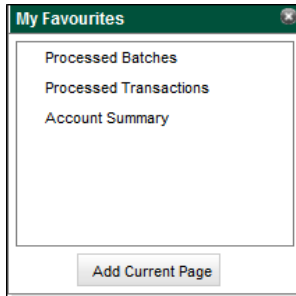 My Favourites
Processed Batches
Processed Transactions
Account Summary
Add Current Page